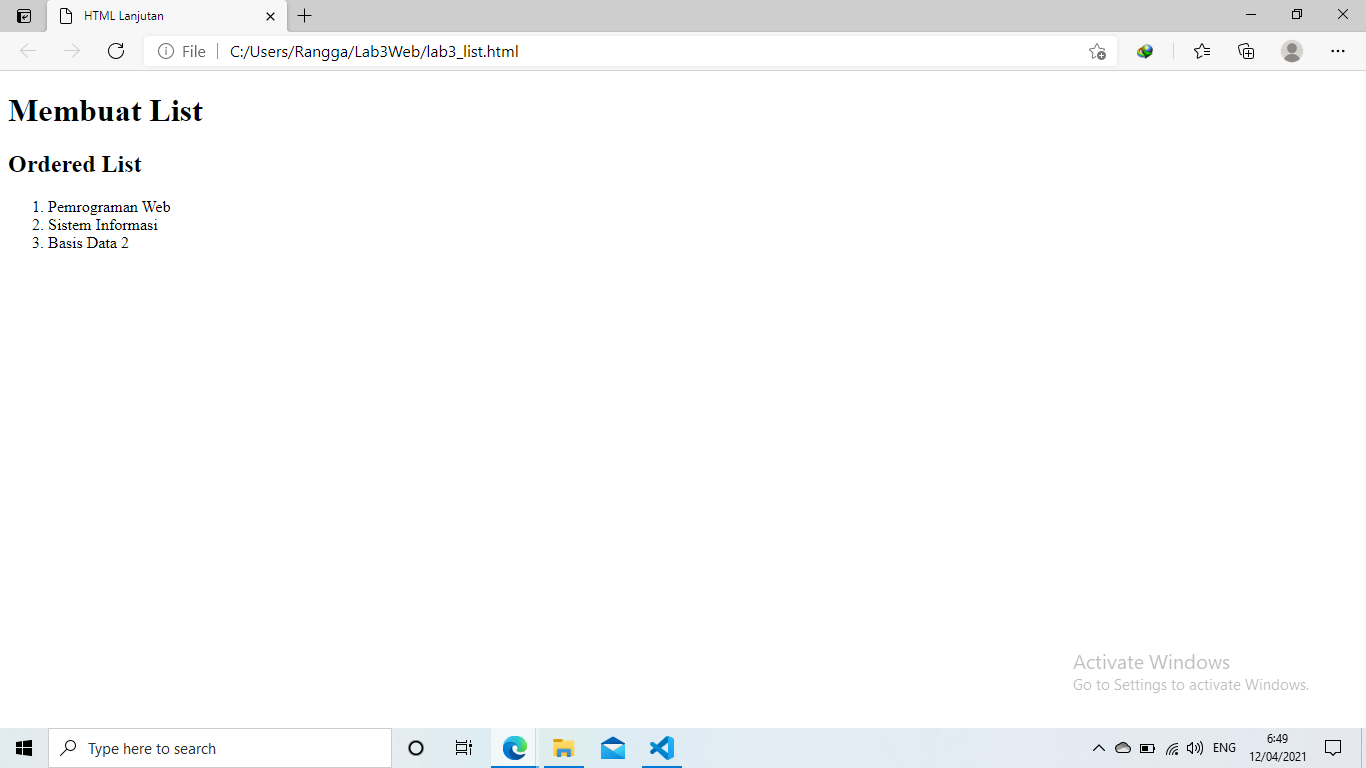 HTML Lanjutan
File
C:/Users/Rangga/Lab3Web/lab3_list.html
Membuat List
Ordered List
1. Pemrograman Web
2. Sistem Informasi
3. Basis Data 2
Activate Windows
Go to Settings to activate Windows.
Type here to search
ENG
6:49
12/04/2021